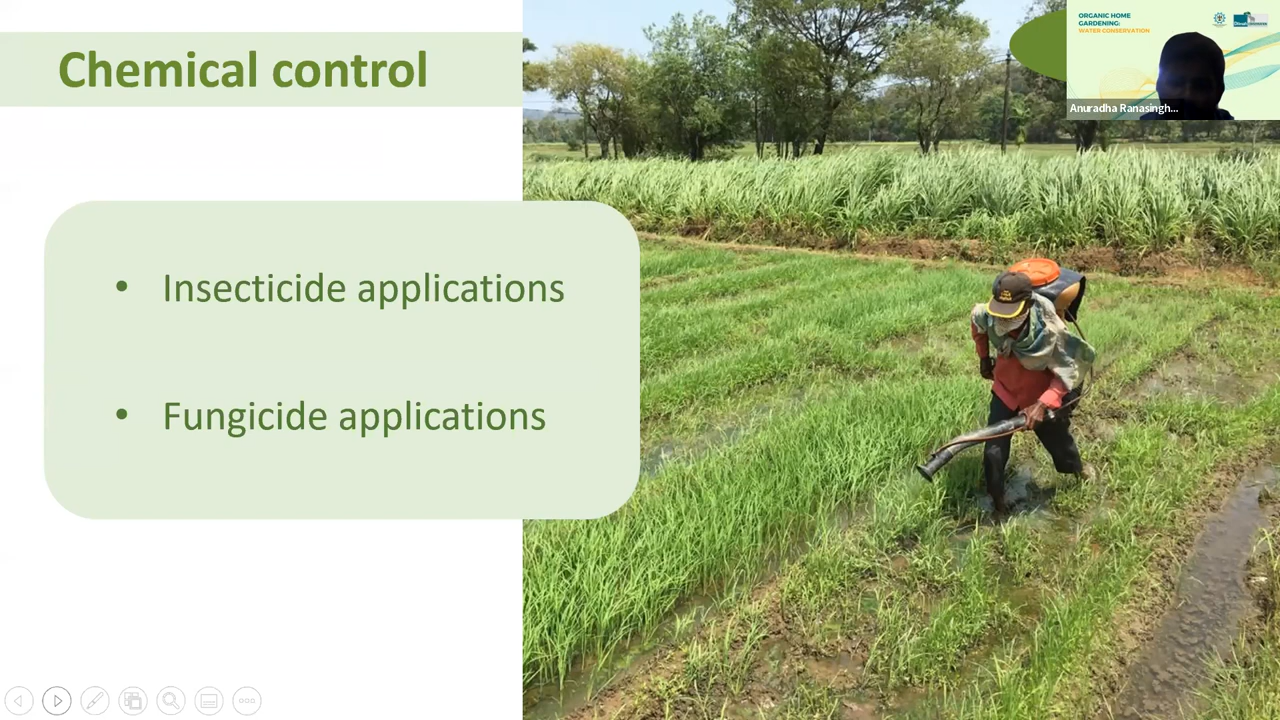 Chemical control
ORGANIC HOME
GARDENING:
WATER CONSERVATION
Anuradha Ranasingh...
• Insecticide applications
• Fungicide applications